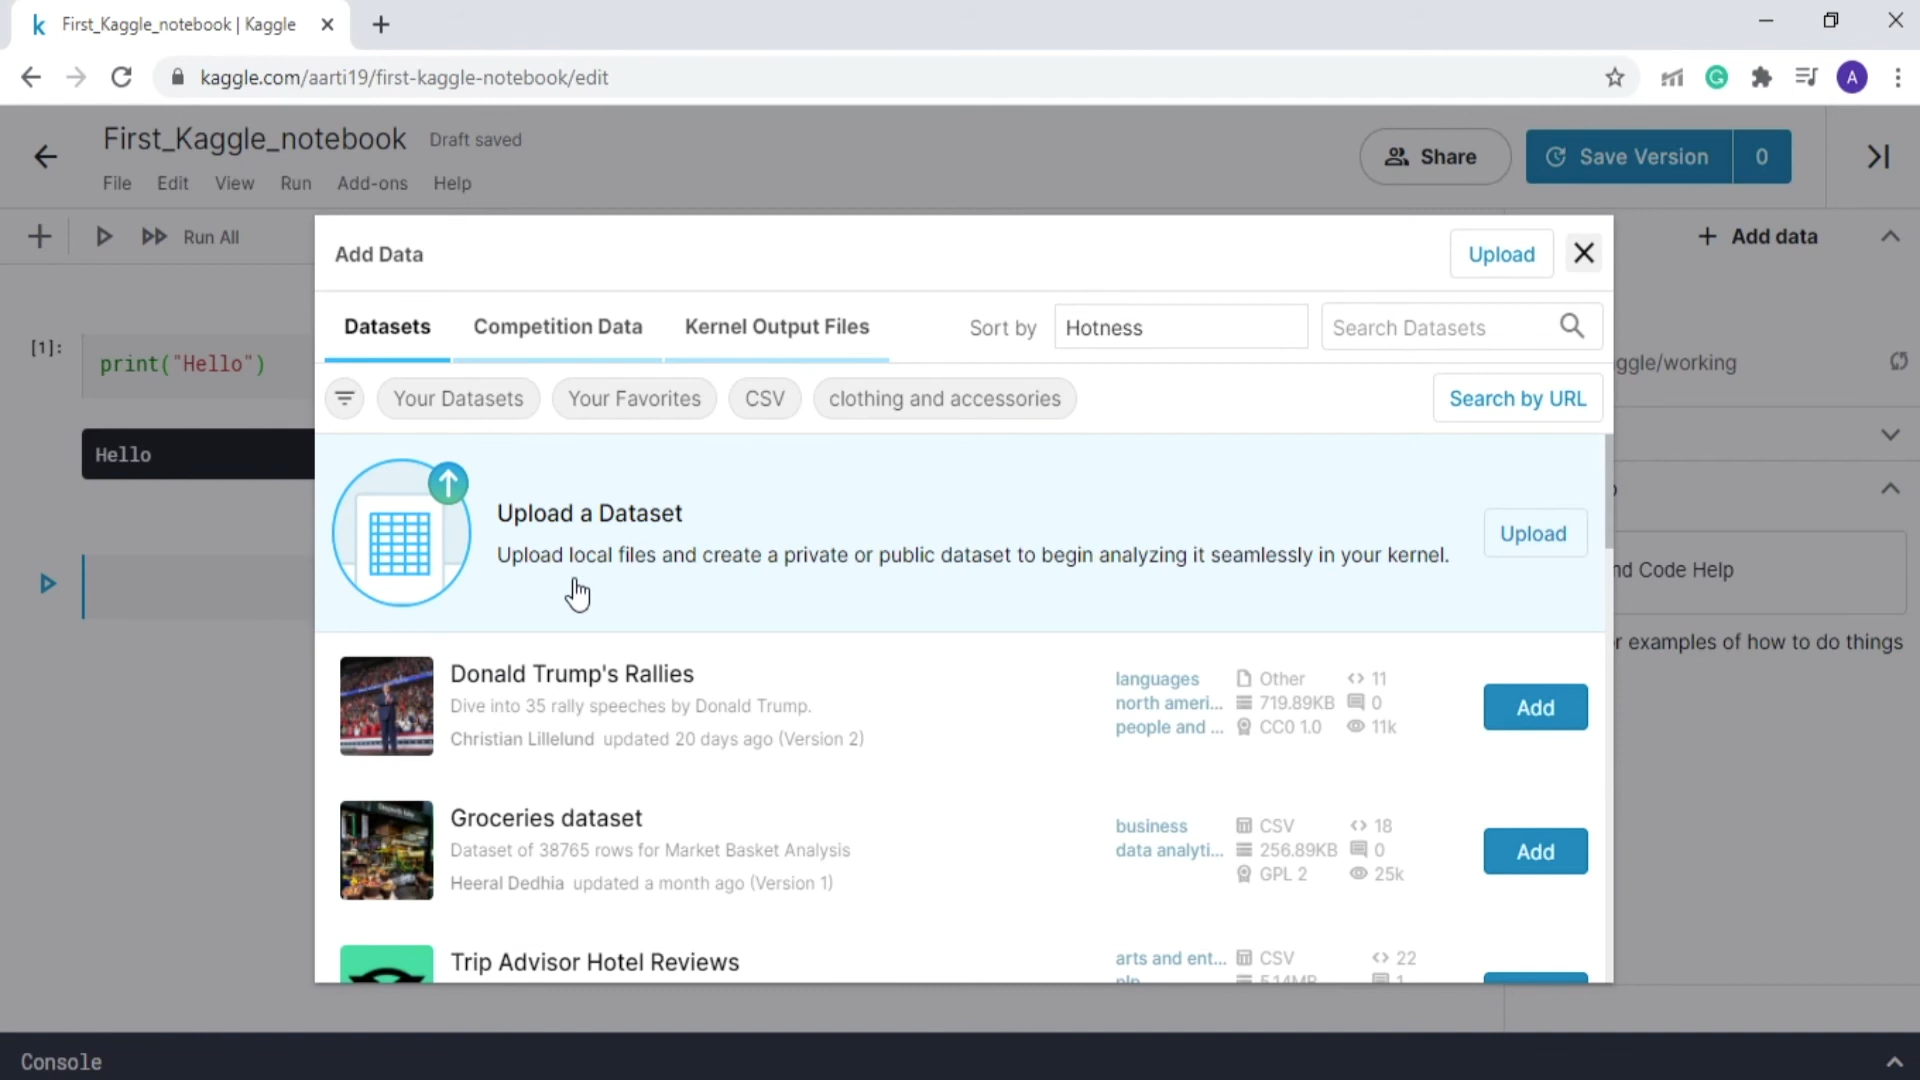 First_Kaggle_notebook | Kaggle
kaggle.com/aarti19/first-kaggle-notebook/edit
A
First_Kaggle_notebook Draft saved
File Edit View Run Add-ons Help
Share
Save Version 0
Run All
+ Add data
Add Data
Upload
Datasets Competition Data Kernel Output Files
Sort by Hotness
Search Datasets
Your Datasets Your Favorites CSV clothing and accessories
Search by URL
[1]: print("Hello")
Hello
ggle/working
Upload a Dataset
Upload local files and create a private or public dataset to begin analyzing it seamlessly in your kernel.
Upload
nd Code Help
r examples of how to do things
Donald Trump's Rallies
Dive into 35 rally speeches by Donald Trump.
Christian Lillelund updated 20 days ago (Version 2)
languages Other <> 11
north ameri... 719.89KB 0
people and ... CC0 1.0 11k
Add
Groceries dataset
Dataset of 38765 rows for Market Basket Analysis
Heeral Dedhia updated a month ago (Version 1)
business CSV <> 18
data analyti... 256.89KB 0
GPL 2 25k
Add
Trip Advisor Hotel Reviews
arts and ent... CSV <> 22
nlp 5.14MB 1
Console